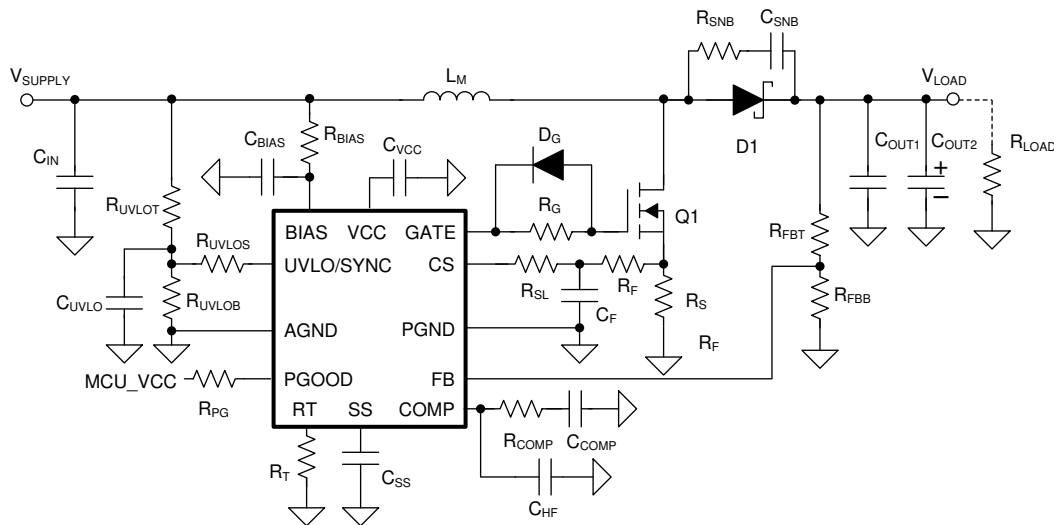 RSNB
CSNB
VSUPPLY
LM
VLOAD
CIN
CBIAS
RBIAS
CVCC
DG
D1
COUT1
COUT2
+
–
RLOAD
RUVLOT
RG
Q1
RFBT
BIAS
VCC
GATE
RUVLOS
UVLO/SYNC
CS
CUVLO
RUVLOB
RSL
RF
CF
RS
RFBB
AGND
PGND
RF
MCU_VCC
PGOOD
FB
RPG
RT
SS
COMP
RCOMP
CCOMP
RT
CSS
CHF